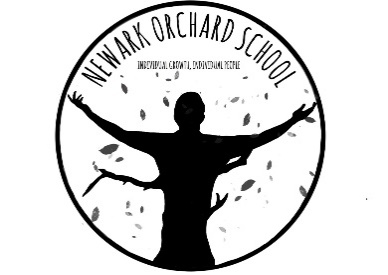 NEWARK ORCHARD SCHOOL
INDIVIDUAL GROWTH, INDIVIDUAL PEOPLE